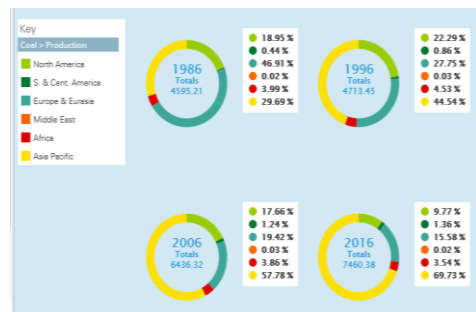 Key
Coal > Production
North America
S. & Cent. America
Europe & Eurasia
Middle East
Africa
Asia Pacific
1986
Totals
4595.21
18.95 %
0.44 %
46.91 %
0.02 %
3.99 %
29.69 %
1996
Totals
4713.45
22.29 %
0.86 %
27.75 %
0.03 %
4.53 %
44.54 %
2006
Totals
6436.32
17.66 %
1.24 %
19.42 %
0.03 %
3.86 %
57.78 %
2016
Totals
7460.38
9.77 %
1.36 %
15.58 %
0.02 %
3.54 %
69.73 %